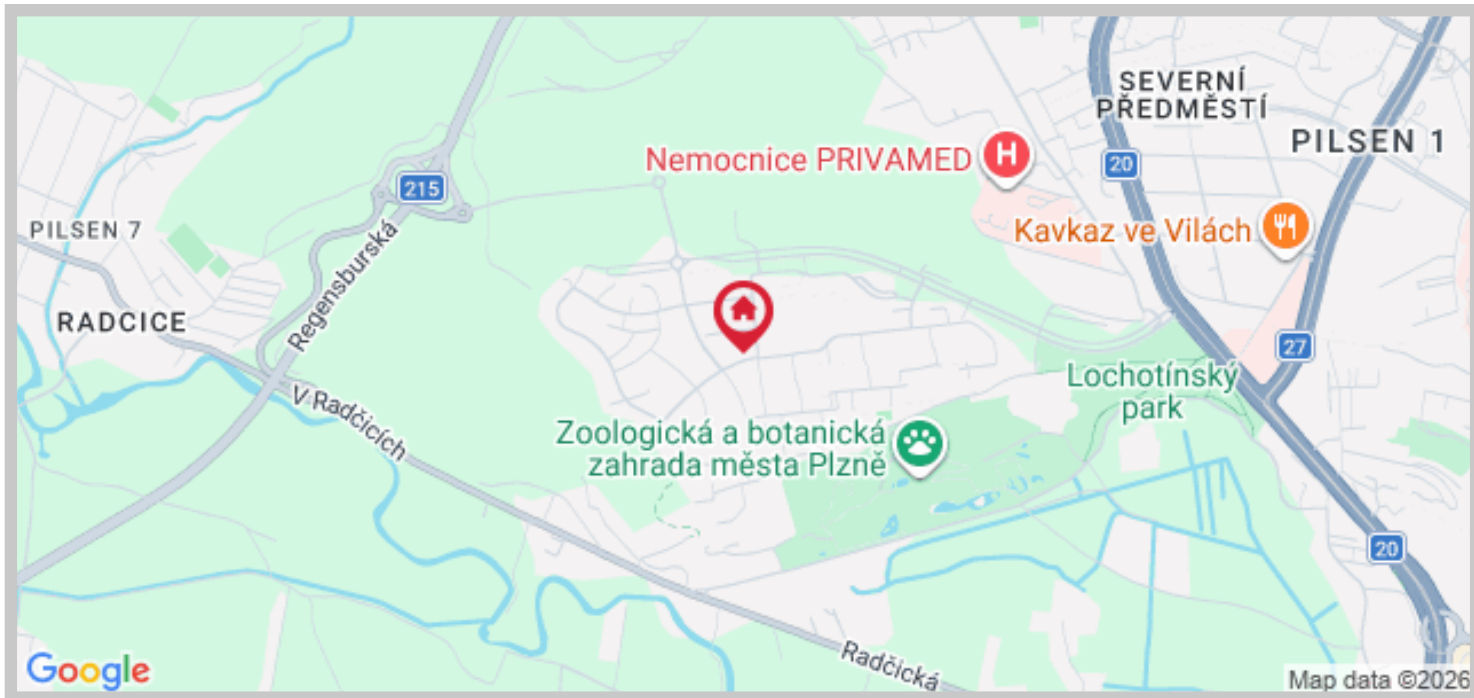 SEVERNÍ
PŘEDMĚSTÍ
PILSEN 1
Nemocnice PRIVAMED
H
20
215
PILSEN 7
Kavkaz ve Vilách
Regensburská
RADCICE
27
Lochotínský
park
V Radčicích
Zoologická a botanická
zahrada města Plzně
20
Radčická
Google
Map data ©2026